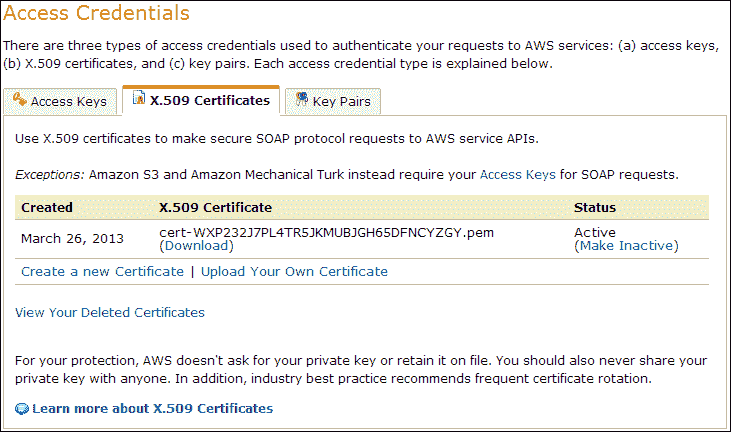 Access Credentials
There are three types of access credentials used to authenticate your requests to AWS services: (a) access keys,
(b) X.509 certificates, and (c) key pairs. Each access credential type is explained below.
Access Keys X.509 Certificates Key Pairs
Use X.509 certificates to make secure SOAP protocol requests to AWS service APIs.
Exceptions: Amazon S3 and Amazon Mechanical Turk instead require your Access Keys for SOAP requests.
Created X.509 Certificate Status
March 26, 2013 cert-WXP232J7PL4TR5JKMUBJGH65DFNCYZGY.pem Active
(Download) (Make Inactive)
Create a new Certificate | Upload Your Own Certificate
View Your Deleted Certificates
For your protection, AWS doesn't ask for your private key or retain it on file. You should also never share your
private key with anyone. In addition, industry best practice recommends frequent certificate rotation.
Learn more about X.509 Certificates